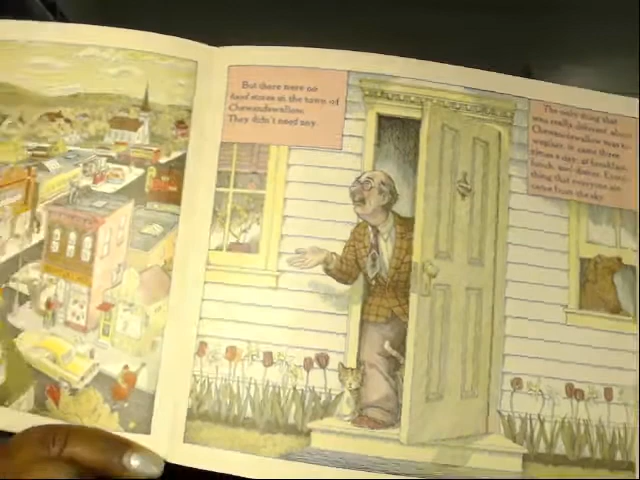 But there were no
food stores in the town of
Chewandswallow.
They didn't need any.
The only thing that
was really different about
Chewandswallow was its
weather. It came three
times a day, at breakfast,
lunch, and dinner. Every-
thing that everyone ate
came from the sky.